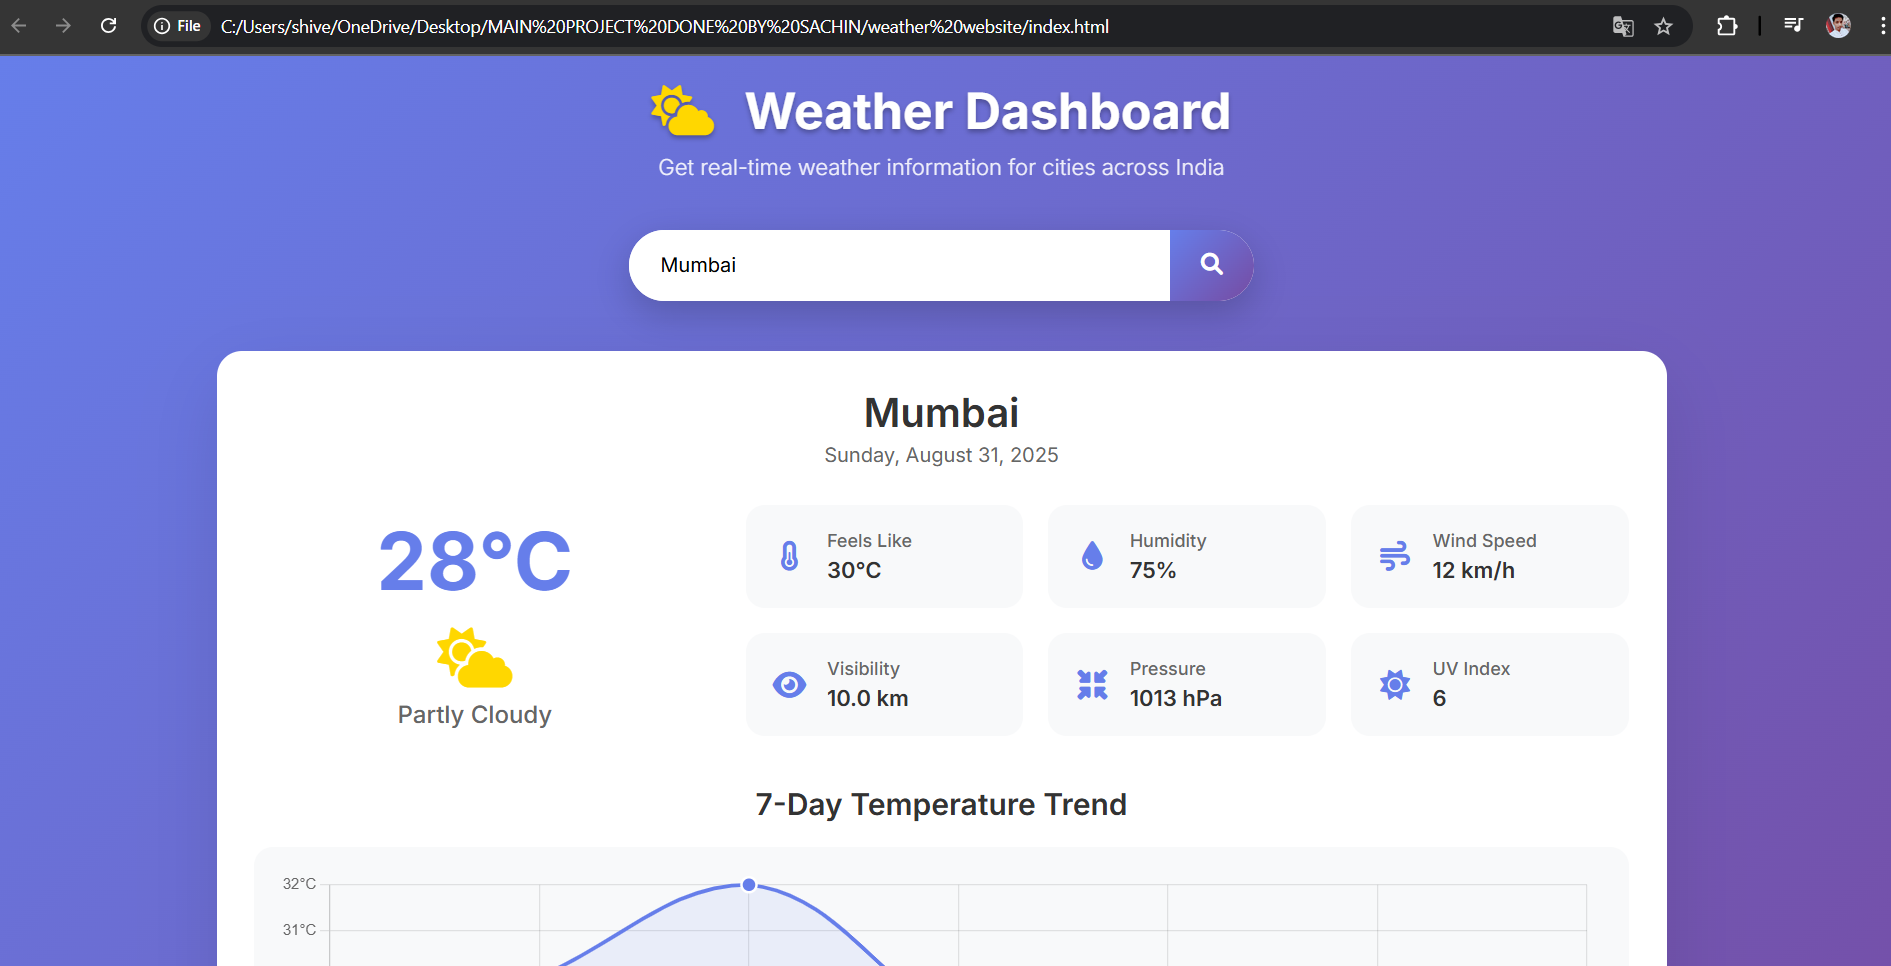 File C:/Users/shive/OneDrive/Desktop/MAIN%20PROJECT%20DONE%20BY%20SACHIN/weather%20website/index.html
Weather Dashboard
Get real-time weather information for cities across India
Mumbai
Mumbai
Sunday, August 31, 2025
28°C
Partly Cloudy
Feels Like
30°C
Humidity
75%
Wind Speed
12 km/h
Visibility
10.0 km
Pressure
1013 hPa
UV Index
6
7-Day Temperature Trend
32°C
31°C